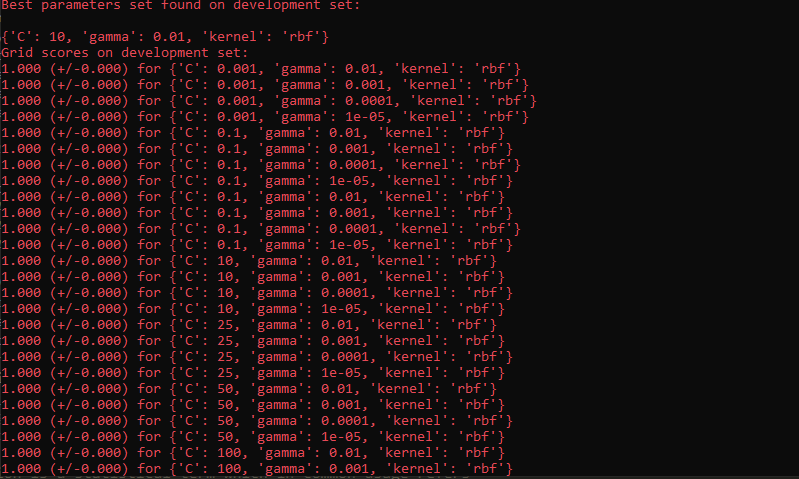 Best parameters set found on development set:
{'C': 10, 'gamma': 0.01, 'kernel': 'rbf'}
Grid scores on development set:
1.000 (+/-0.000) for {'C': 0.001, 'gamma': 0.01, 'kernel': 'rbf'}
1.000 (+/-0.000) for {'C': 0.001, 'gamma': 0.001, 'kernel': 'rbf'}
1.000 (+/-0.000) for {'C': 0.001, 'gamma': 0.0001, 'kernel': 'rbf'}
1.000 (+/-0.000) for {'C': 0.001, 'gamma': 1e-05, 'kernel': 'rbf'}
1.000 (+/-0.000) for {'C': 0.1, 'gamma': 0.01, 'kernel': 'rbf'}
1.000 (+/-0.000) for {'C': 0.1, 'gamma': 0.001, 'kernel': 'rbf'}
1.000 (+/-0.000) for {'C': 0.1, 'gamma': 0.0001, 'kernel': 'rbf'}
1.000 (+/-0.000) for {'C': 0.1, 'gamma': 1e-05, 'kernel': 'rbf'}
1.000 (+/-0.000) for {'C': 0.1, 'gamma': 0.01, 'kernel': 'rbf'}
1.000 (+/-0.000) for {'C': 0.1, 'gamma': 0.001, 'kernel': 'rbf'}
1.000 (+/-0.000) for {'C': 0.1, 'gamma': 0.0001, 'kernel': 'rbf'}
1.000 (+/-0.000) for {'C': 0.1, 'gamma': 1e-05, 'kernel': 'rbf'}
1.000 (+/-0.000) for {'C': 10, 'gamma': 0.01, 'kernel': 'rbf'}
1.000 (+/-0.000) for {'C': 10, 'gamma': 0.001, 'kernel': 'rbf'}
1.000 (+/-0.000) for {'C': 10, 'gamma': 0.0001, 'kernel': 'rbf'}
1.000 (+/-0.000) for {'C': 10, 'gamma': 1e-05, 'kernel': 'rbf'}
1.000 (+/-0.000) for {'C': 25, 'gamma': 0.01, 'kernel': 'rbf'}
1.000 (+/-0.000) for {'C': 25, 'gamma': 0.001, 'kernel': 'rbf'}
1.000 (+/-0.000) for {'C': 25, 'gamma': 0.0001, 'kernel': 'rbf'}
1.000 (+/-0.000) for {'C': 25, 'gamma': 1e-05, 'kernel': 'rbf'}
1.000 (+/-0.000) for {'C': 50, 'gamma': 0.01, 'kernel': 'rbf'}
1.000 (+/-0.000) for {'C': 50, 'gamma': 0.001, 'kernel': 'rbf'}
1.000 (+/-0.000) for {'C': 50, 'gamma': 0.0001, 'kernel': 'rbf'}
1.000 (+/-0.000) for {'C': 50, 'gamma': 1e-05, 'kernel': 'rbf'}
1.000 (+/-0.000) for {'C': 100, 'gamma': 0.01, 'kernel': 'rbf'}
1.000 (+/-0.000) for {'C': 100, 'gamma': 0.001, 'kernel': 'rbf'}